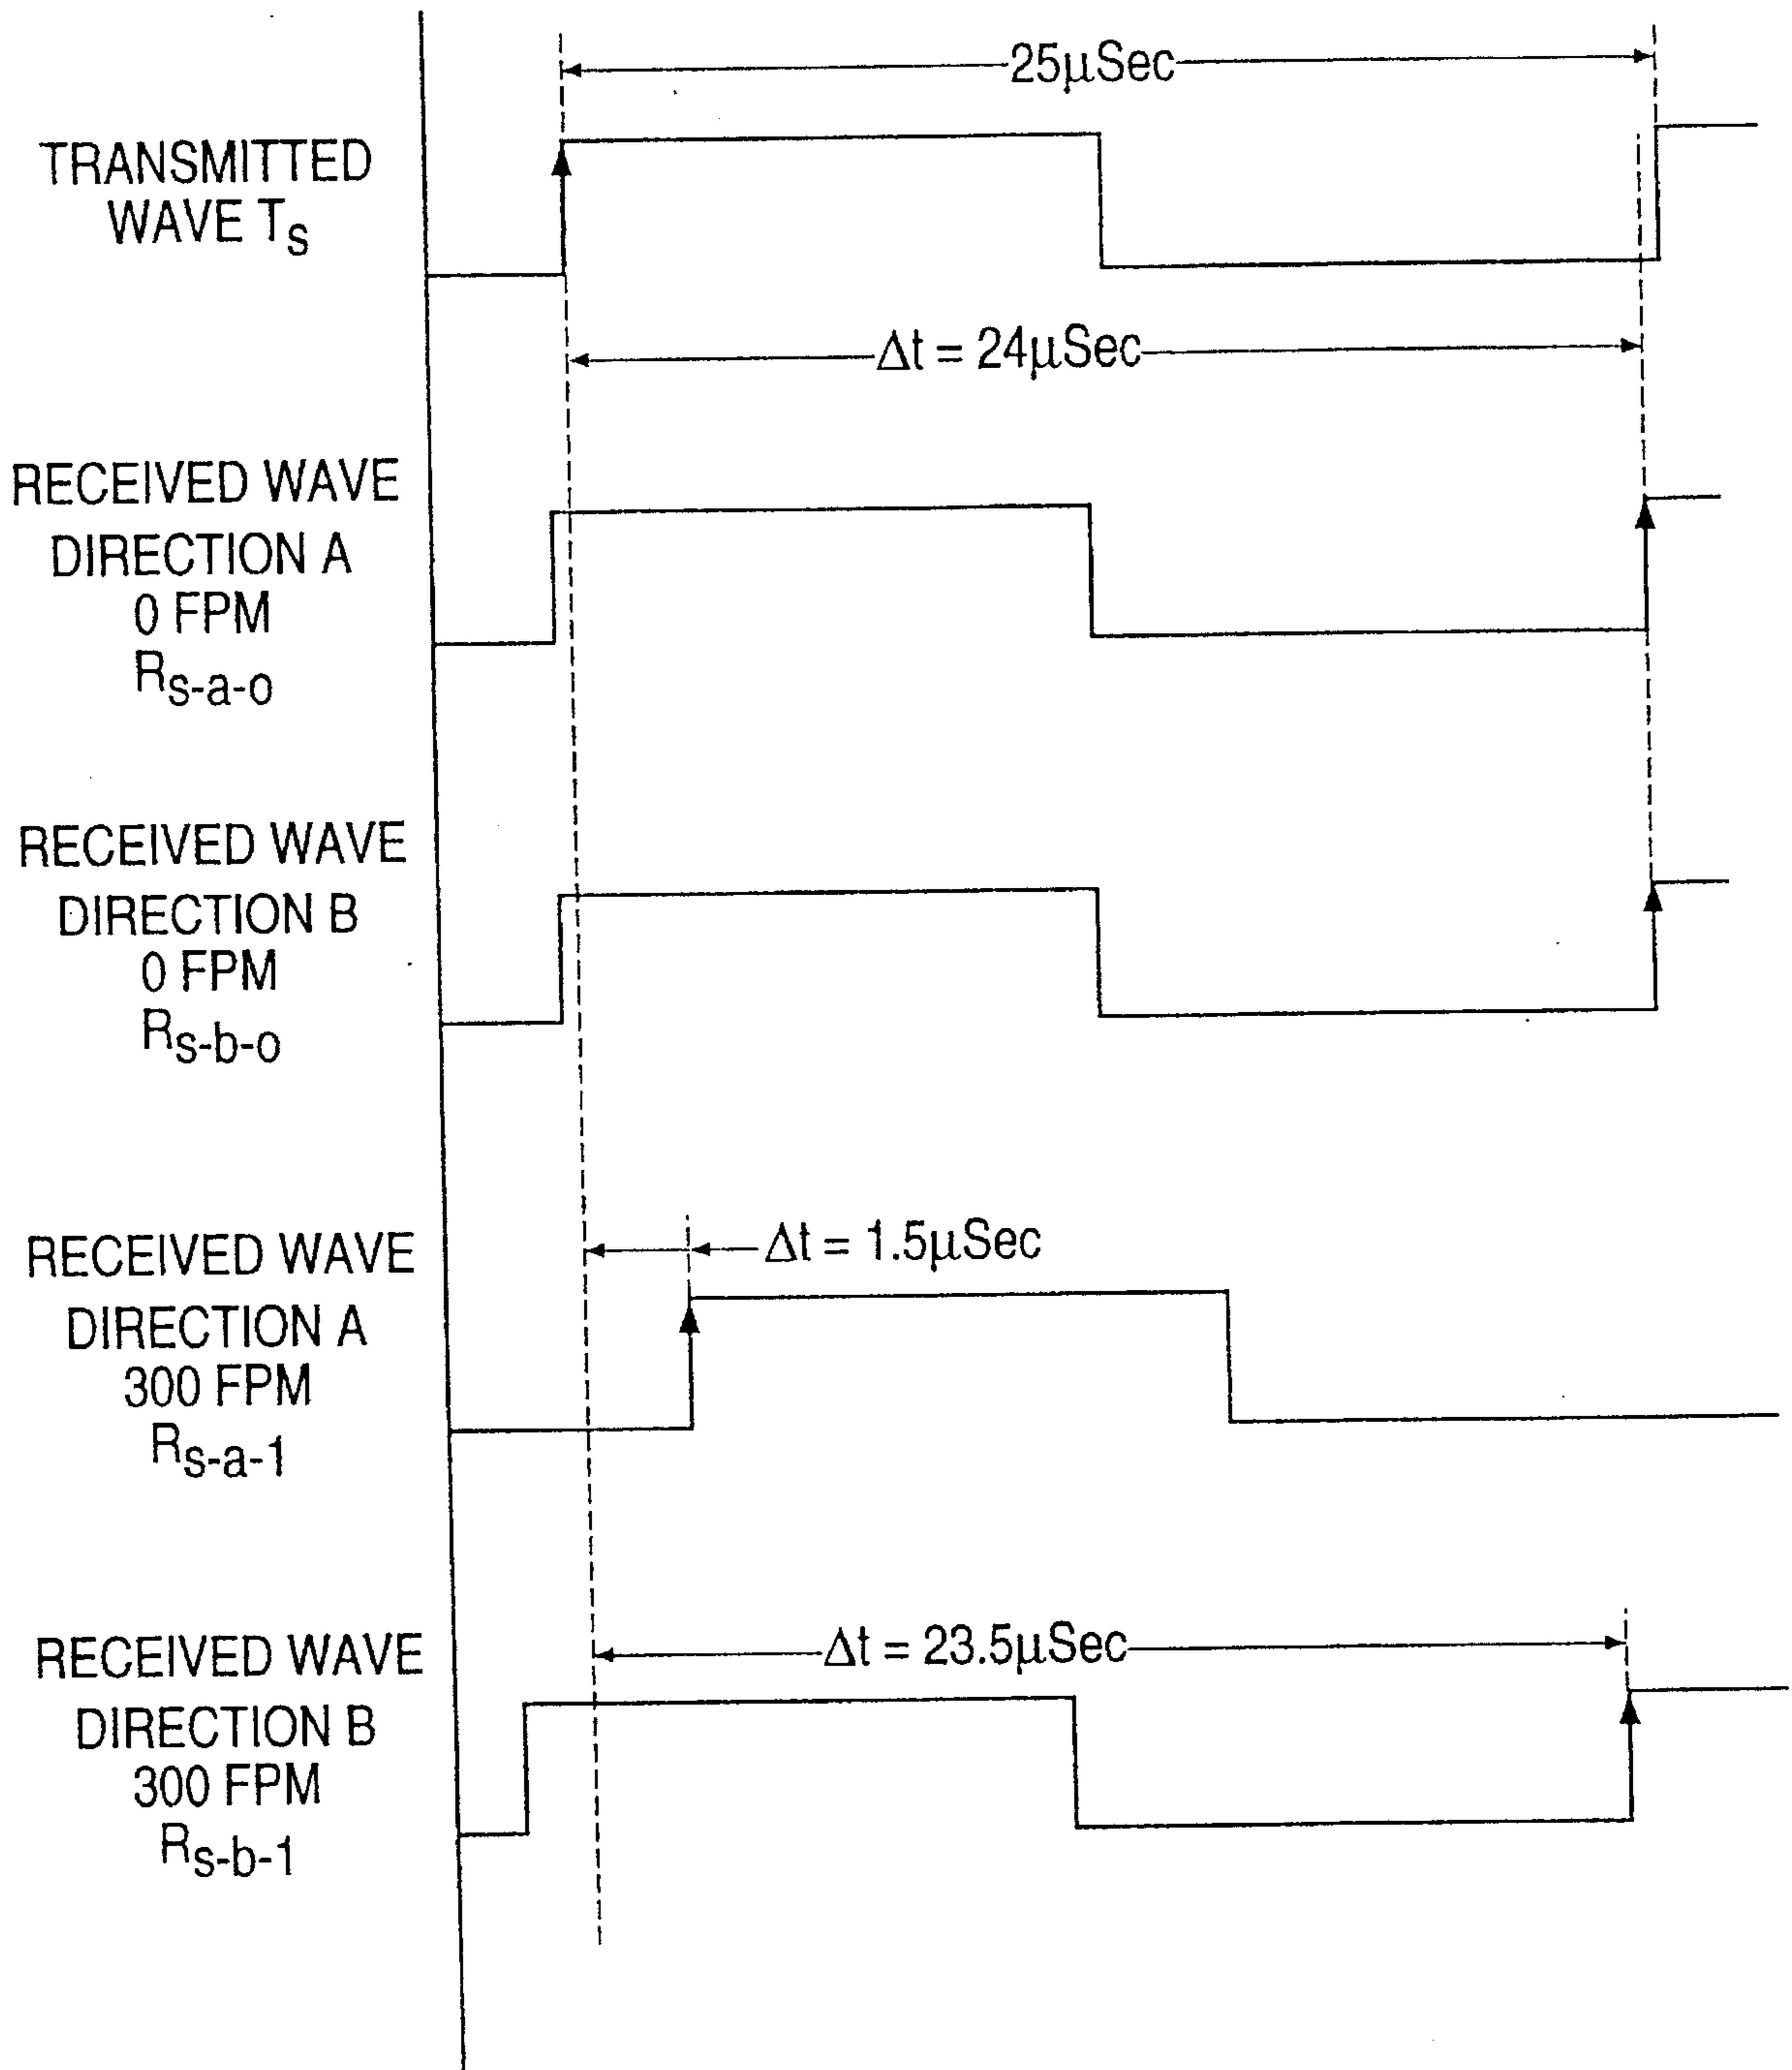 25μSec
TRANSMITTED
WAVE Ts
Δt = 24μSec
RECEIVED WAVE
DIRECTION A
0 FPM
Rs-a-o
RECEIVED WAVE
DIRECTION B
0 FPM
Rs-b-o
Δt = 1.5μSec
RECEIVED WAVE
DIRECTION A
300 FPM
Rs-a-1
Δt = 23.5μSec
RECEIVED WAVE
DIRECTION B
300 FPM
Rs-b-1